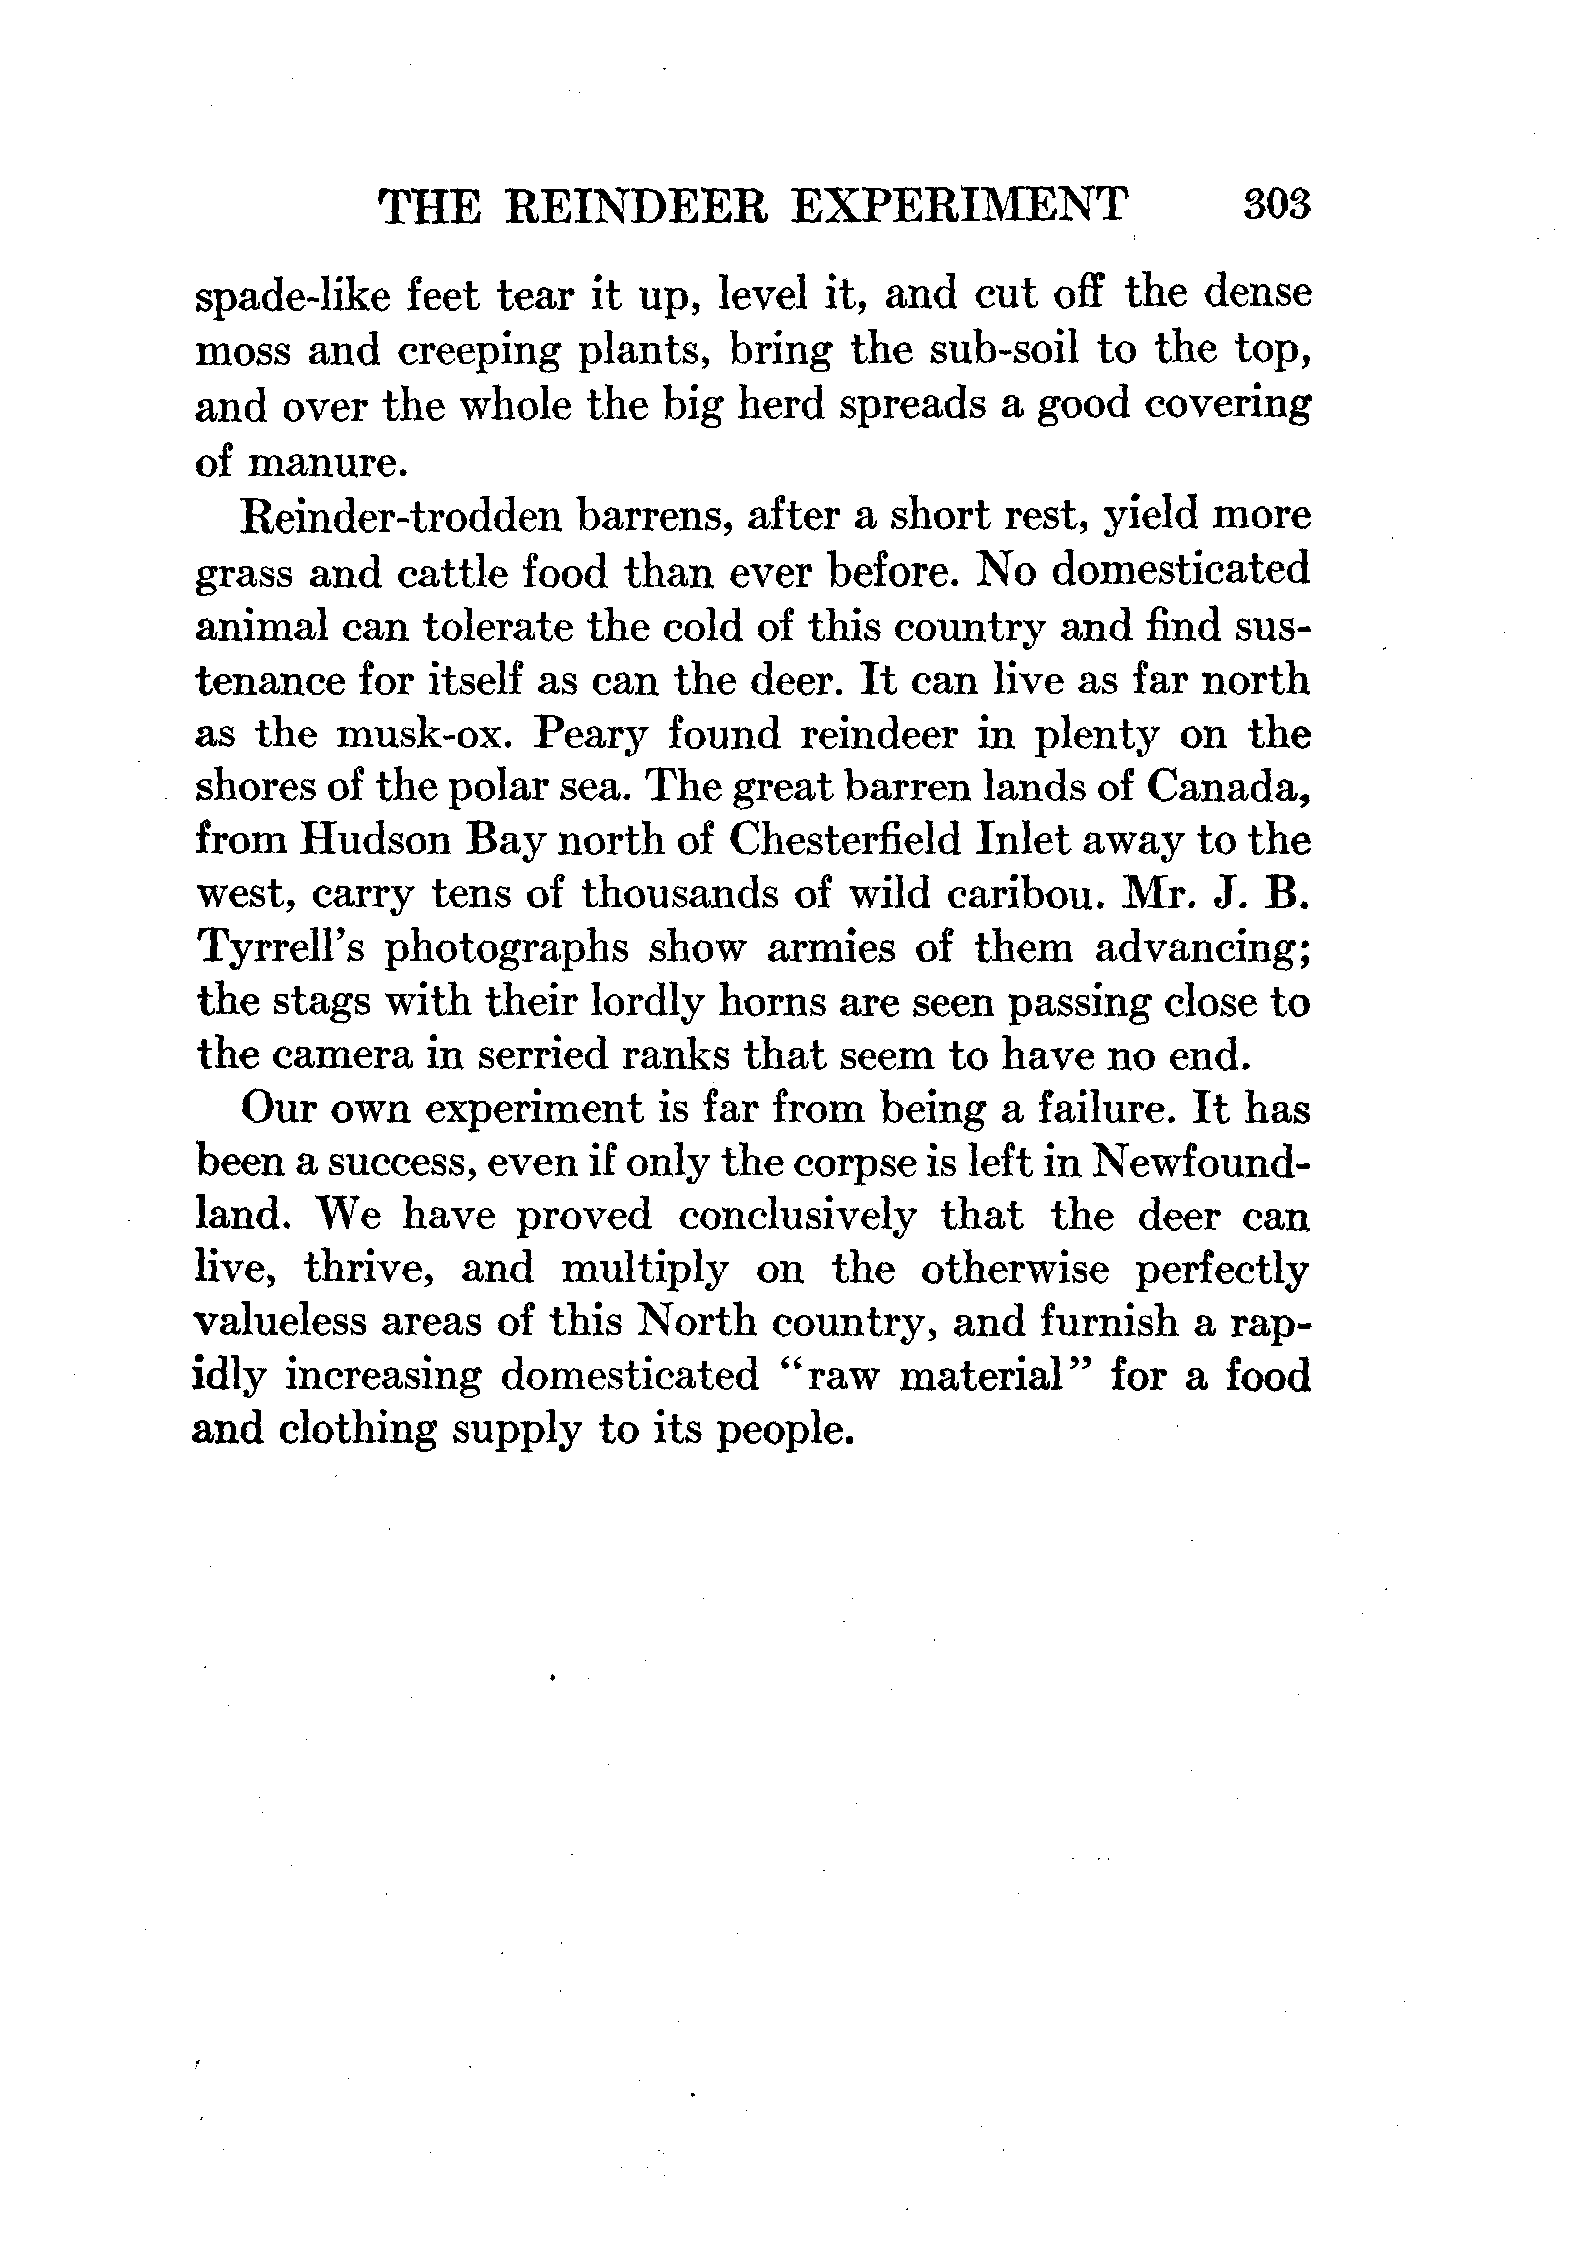 THE REINDEER EXPERIMENT 303
spade-like feet tear it up, level it, and cut off the dense
moss and creeping plants, bring the sub-soil to the top,
and over the whole the big herd spreads a good covering
of manure.
Reinder-trodden barrens, after a short rest, yield more
grass and cattle food than ever before. No domesticated
animal can tolerate the cold of this country and find sus-
tenance for itself as can the deer. It can live as far north
as the musk-ox. Peary found reindeer in plenty on the
shores of the polar sea. The great barren lands of Canada,
from Hudson Bay north of Chesterfield Inlet away to the
west, carry tens of thousands of wild caribou. Mr. J. B.
Tyrrell's photographs show armies of them advancing;
the stags with their lordly horns are seen passing close to
the camera in serried ranks that seem to have no end.
Our own experiment is far from being a failure. It has
been a success, even if only the corpse is left in Newfound-
land. We have proved conclusively that the deer can
live, thrive, and multiply on the otherwise perfectly
valueless areas of this North country, and furnish a rap-
idly increasing domesticated "raw material" for a food
and clothing supply to its people.